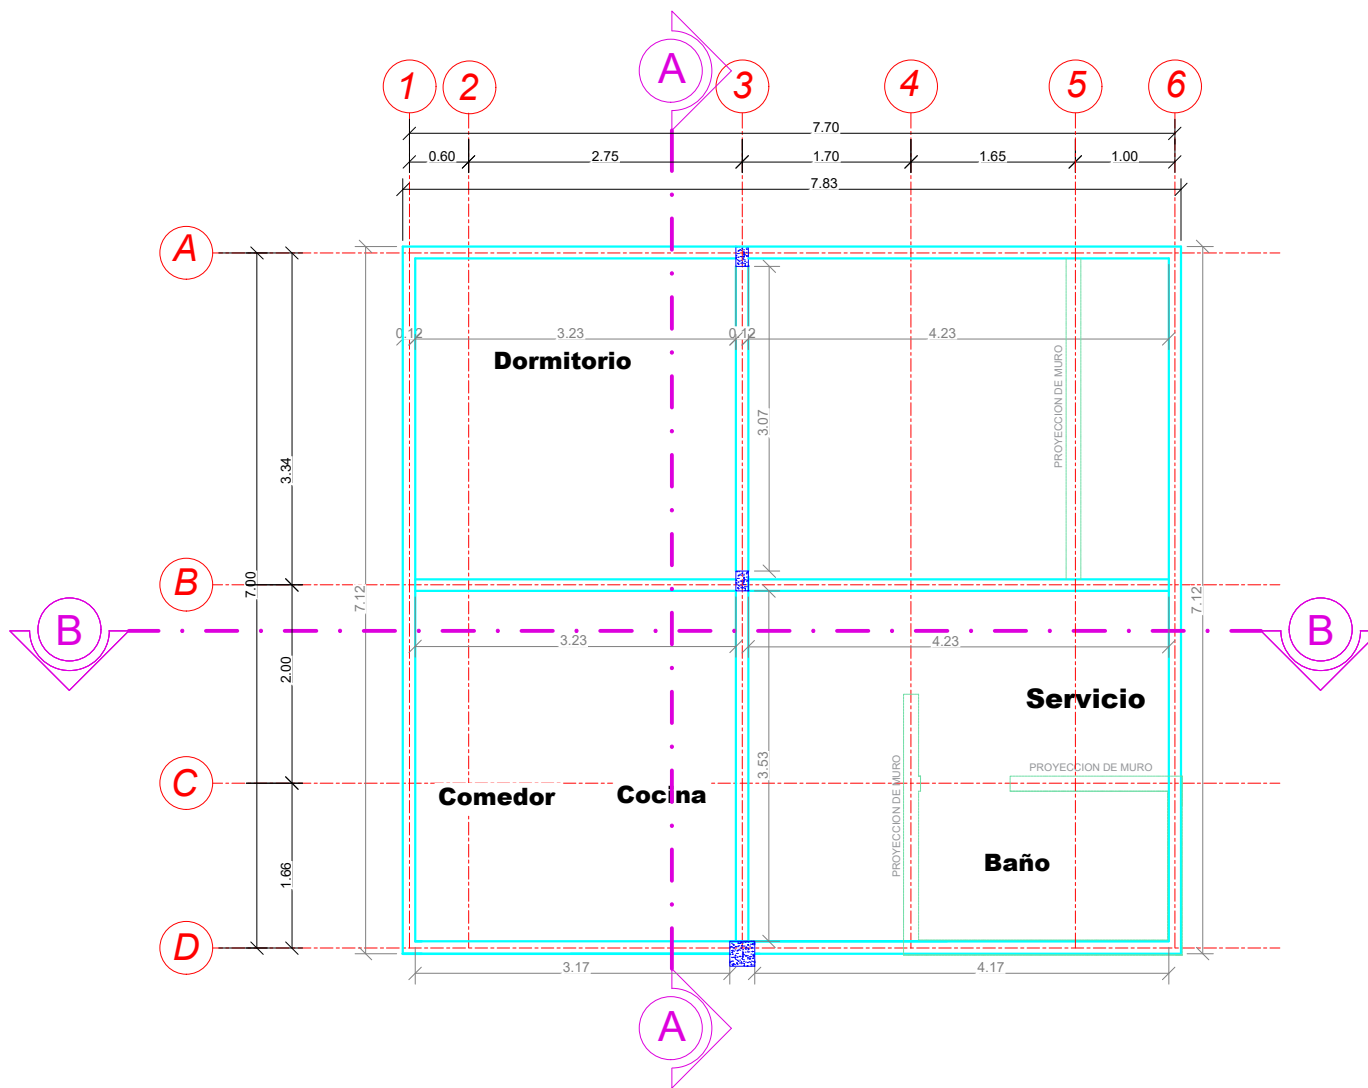 A
1
2
3
4
5
6
7.70
0.60
2.75
1.70
1.65
1.00
7.83
A
0.12
3.23
0.12
4.23
Dormitorio
PROYECCION DE MURO
3.07
3.34
7.00
7.12
7.12
B
B
B
3.23
4.23
2.00
Servicio
3.53
PROYECCION DE MURO
PROYECCION DE MURO
C
Comedor
Cocina
1.66
Baño
D
3.17
4.17
A